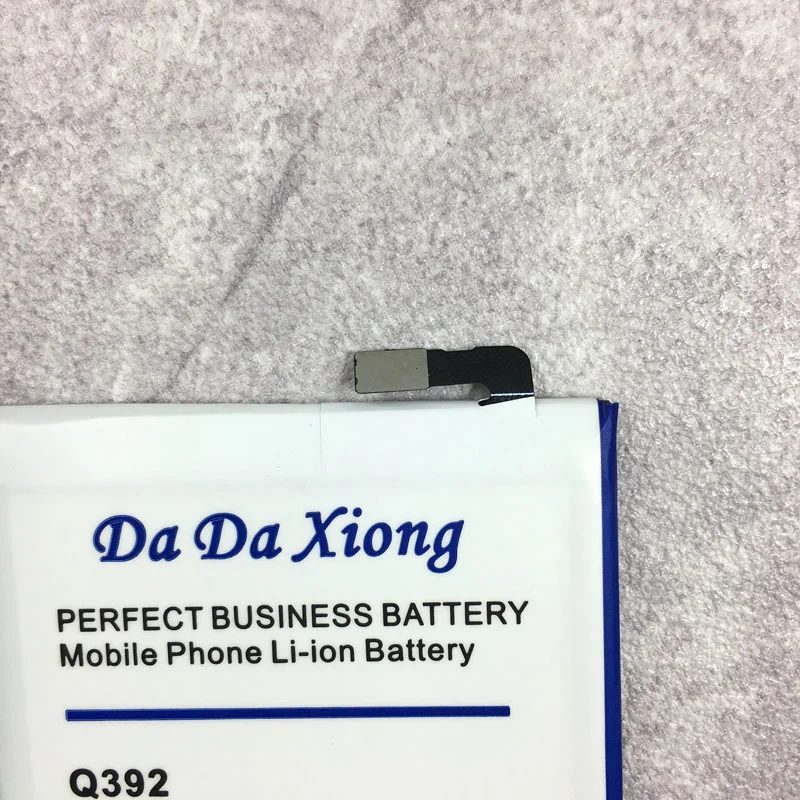 Da Da Xiong
PERFECT BUSINESS BATTERY
Mobile Phone Li-ion Battery
Q392